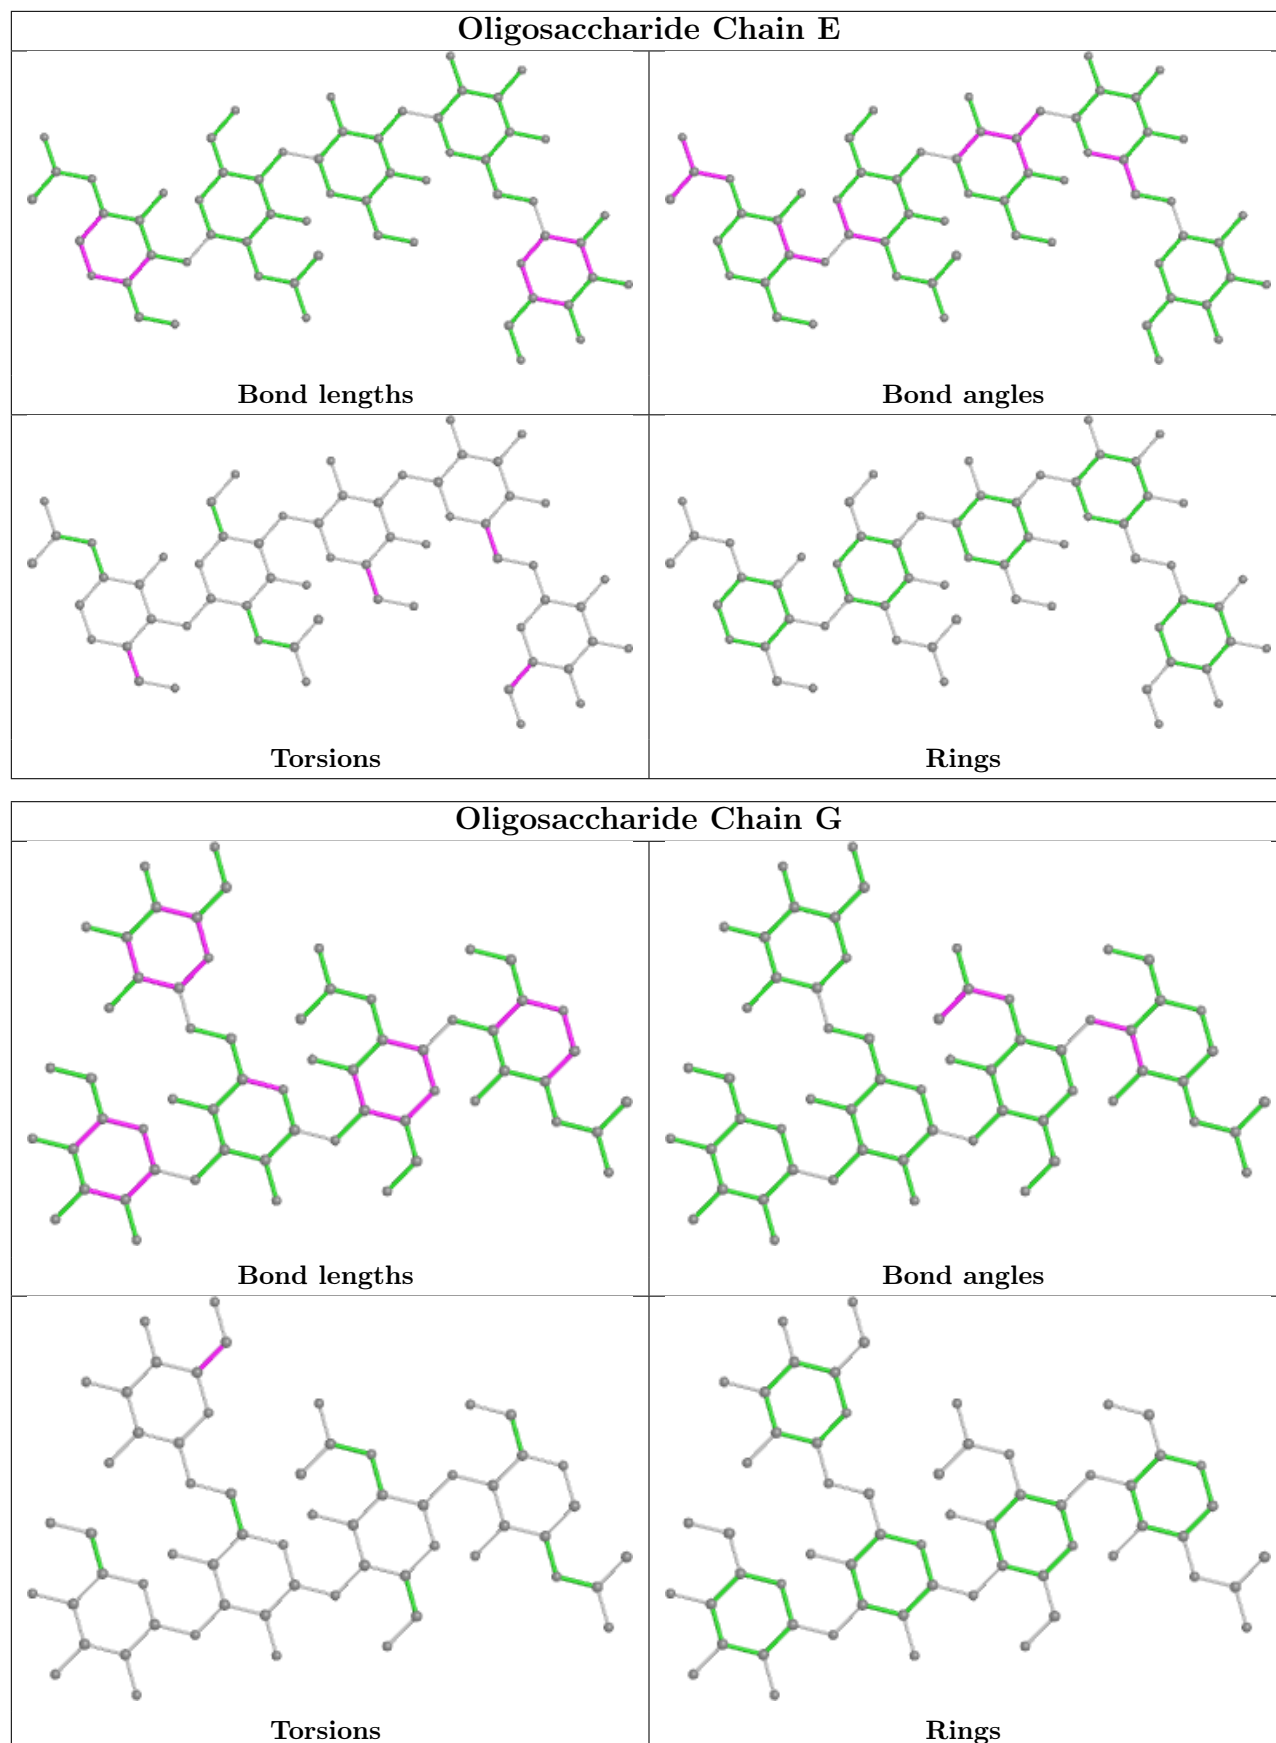 Oligosaccharide Chain E
Bond lengths
Bond angles
Torsions
Rings
Oligosaccharide Chain G
Bond lengths
Bond angles
Torsions
Rings